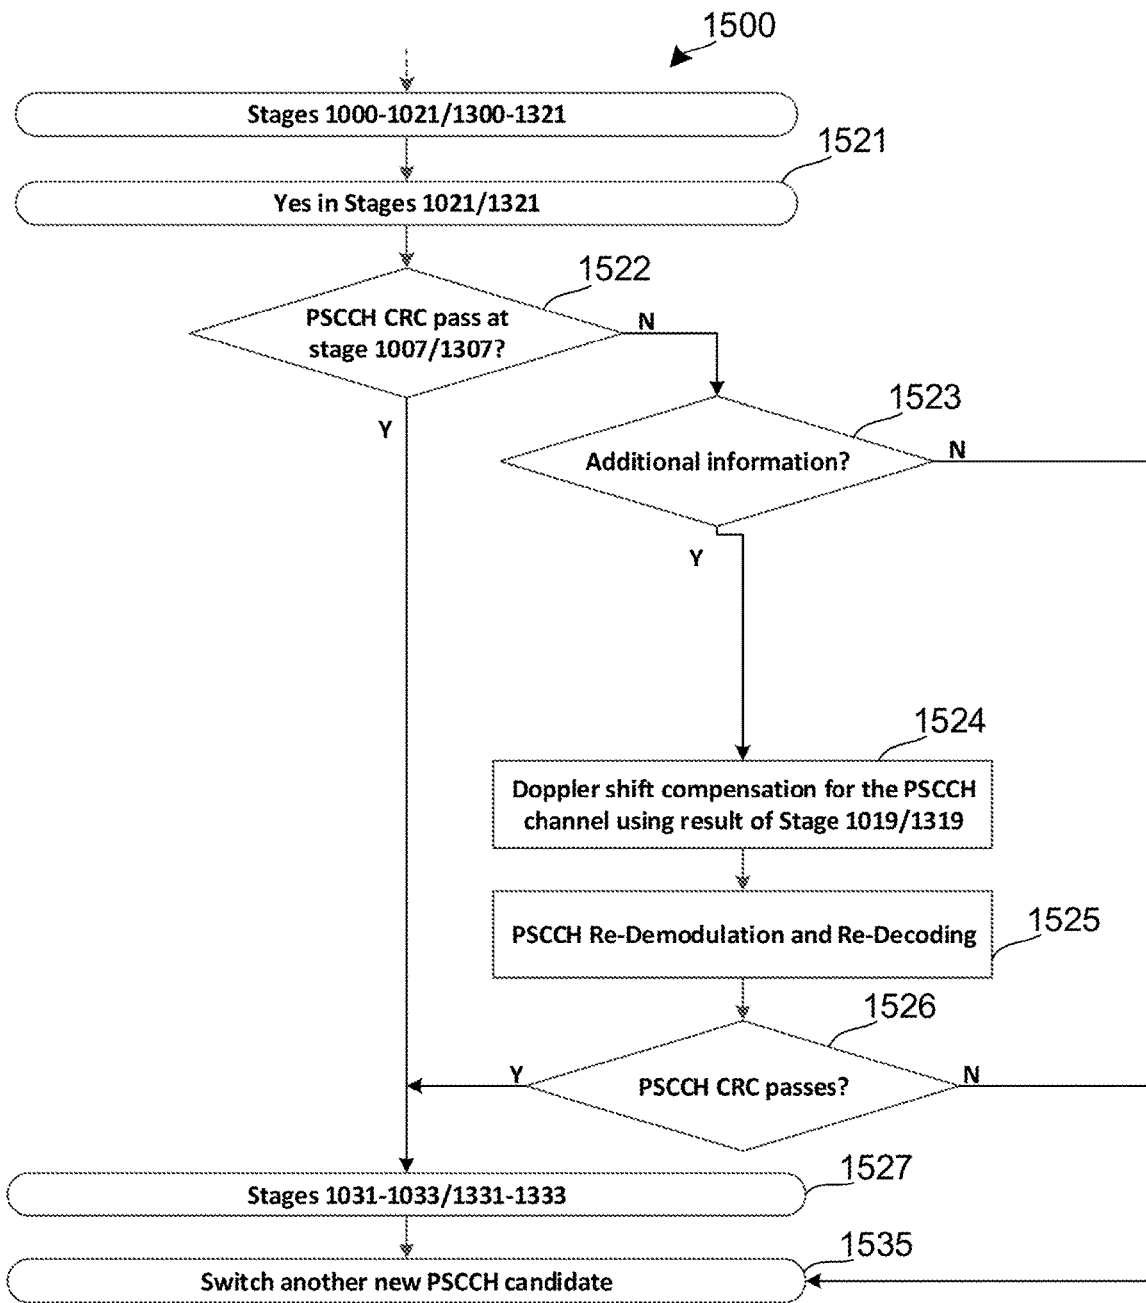 1500
Stages 1000-1021/1300-1321
1521
Yes in Stages 1021/1321
1522
PSCCH CRC pass at
stage 1007/1307?
N
Y
1523
Additional information?
N
Y
1524
Doppler shift compensation for the PSCCH
channel using result of Stage 1019/1319
PSCCH Re-Demodulation and Re-Decoding
1525
1526
Y
PSCCH CRC passes?
N
1527
Stages 1031-1033/1331-1333
1535
Switch another new PSCCH candidate